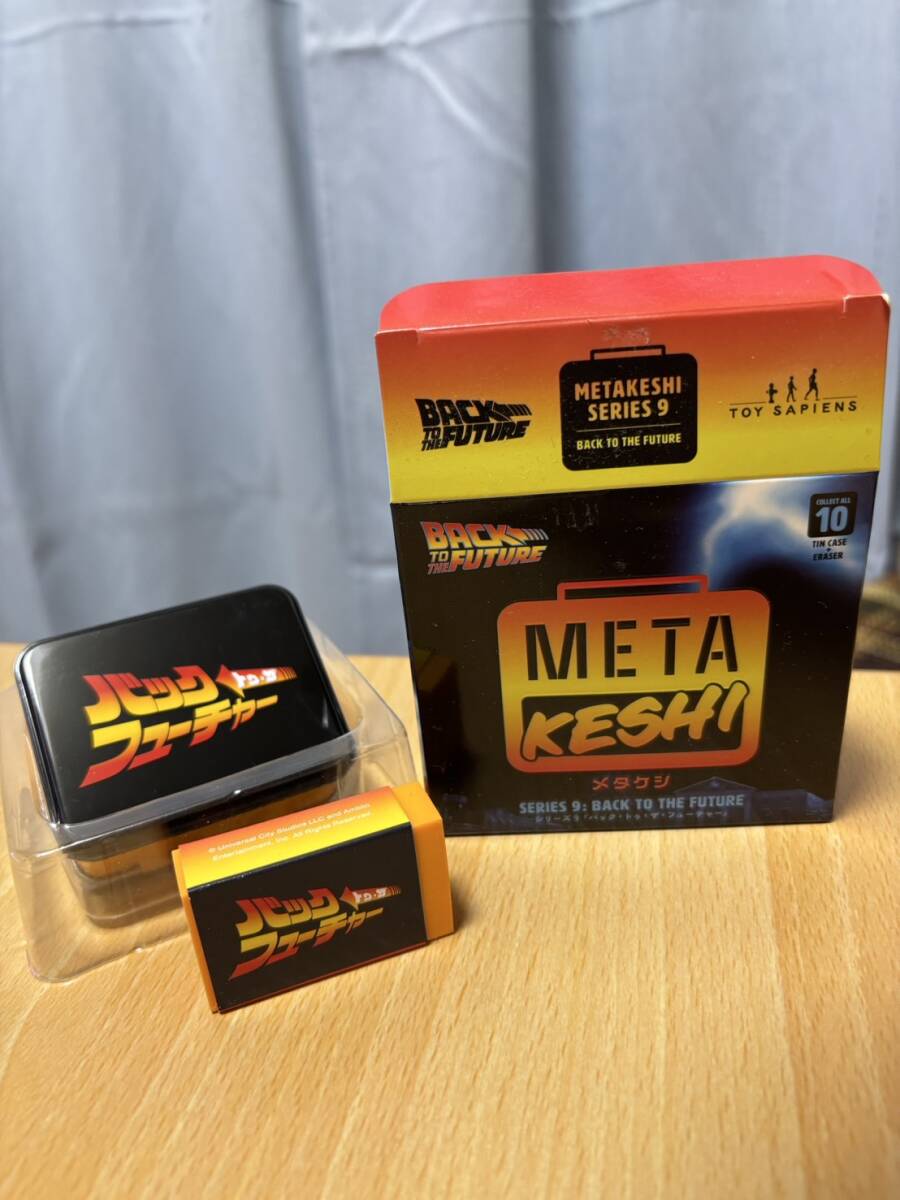 BACK
TO THE FUTURE
METAKESHI
SERIES 9
BACK TO THE FUTURE
TOY SAPIENS
BACK
TO THE FUTURE
COLLECT ALL
10
TIN CASE
+
ERASER
META
KESHI
メタケシ
SERIES 9: BACK TO THE FUTURE
シリーズ9「バック・トゥ・ザ・フューチャー」
バック トゥ・ザ
フューチャー
© Universal City Studios LLC and Amblin
Entertainment, Inc. All Rights Reserved.
バック トゥ・ザ
フューチャー